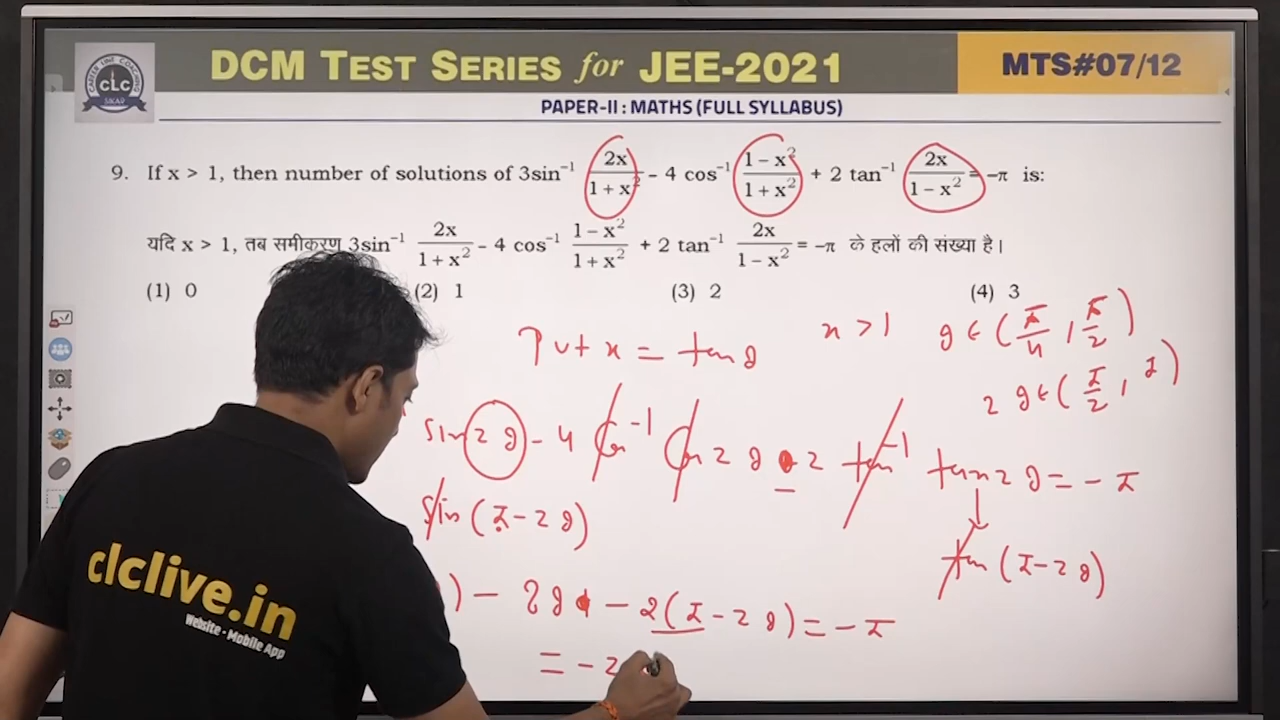 DCM TEST SERIES for JEE-2021
MTS#07/12
CLC
SIKAR
PAPER-II : MATHS (FULL SYLLABUS)
9. If x > 1, then number of solutions of 3sin⁻¹ 2x/(1 + x²) – 4 cos⁻¹ (1 – x²)/(1 + x²) + 2 tan⁻¹ 2x/(1 – x²) = –π is:
यदि x > 1, तब समीकरण 3sin⁻¹ 2x/(1 + x²) – 4 cos⁻¹ (1 – x²)/(1 + x²) + 2 tan⁻¹ 2x/(1 – x²) = –π के हलों की संख्या है।
(1) 0 (2) 1 (3) 2 (4) 3
Put x = tan θ x > 1 θ ∈ (π/4, π/2)
2θ ∈ (π/2, π)
sin 2θ – 4 cos⁻¹ cos 2θ – 2 tan⁻¹ tan 2θ = – π
sin (π – 2θ)
tan (π – 2θ)
) – 8θ – 2(π – 2θ) = – π
= – 2
clclive.in
Website - Mobile App